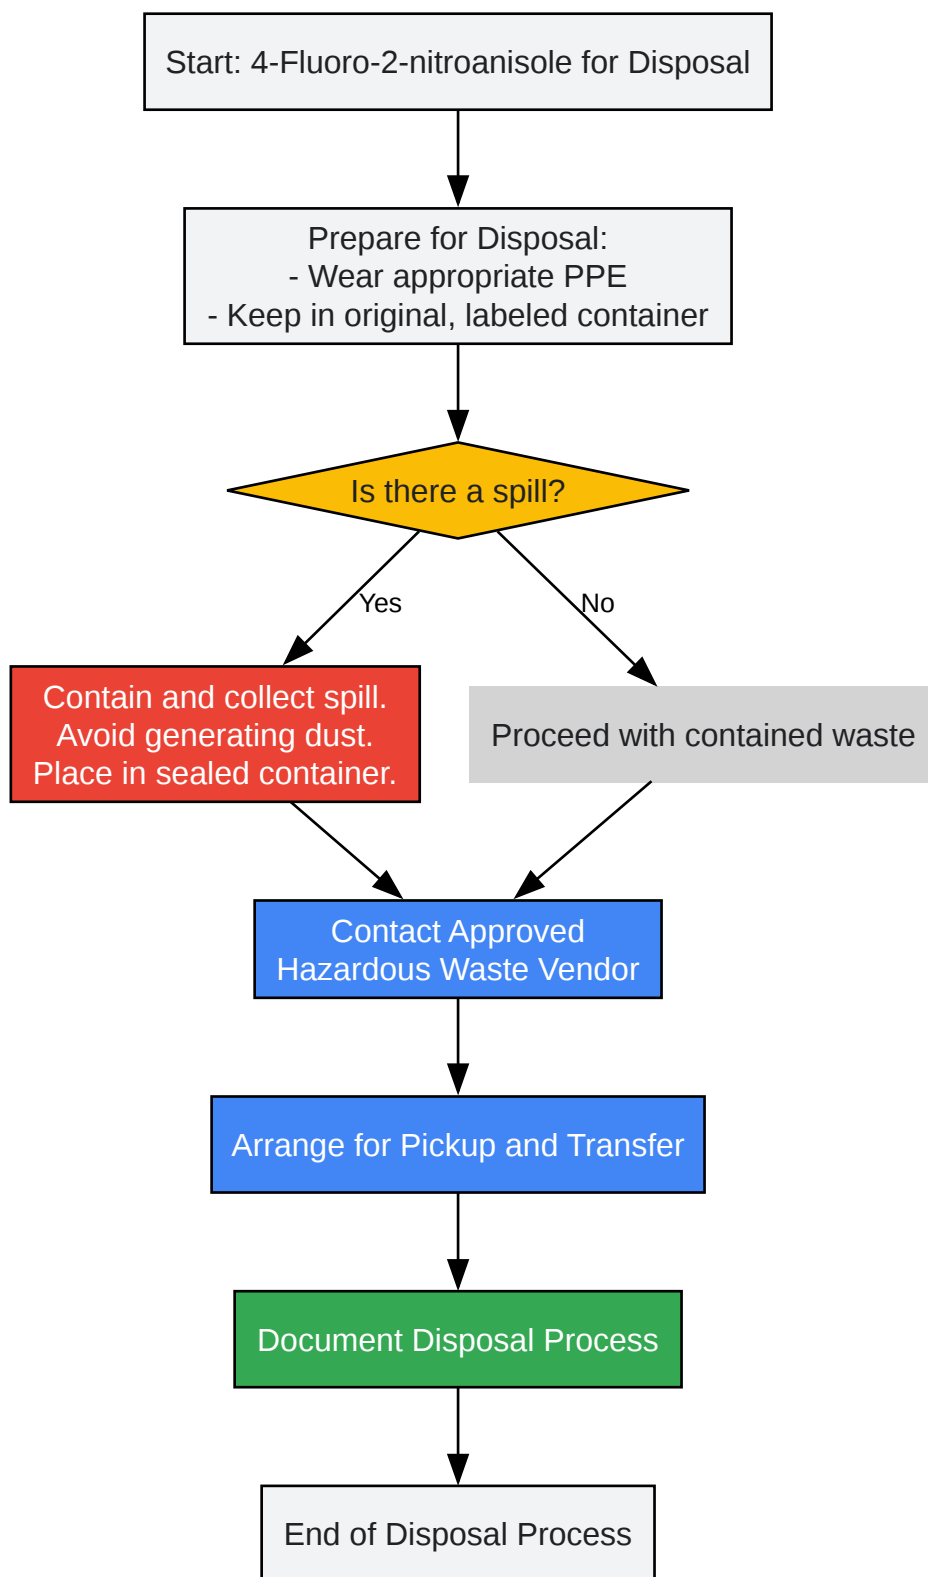 Start: 4-Fluoro-2-nitroanisole for Disposal
Prepare for Disposal:
- Wear appropriate PPE
- Keep in original, labeled container
Is there a spill?
Yes
No
Contain and collect spill.
Avoid generating dust.
Place in sealed container.
Proceed with contained waste
Contact Approved
Hazardous Waste Vendor
Arrange for Pickup and Transfer
Document Disposal Process
End of Disposal Process